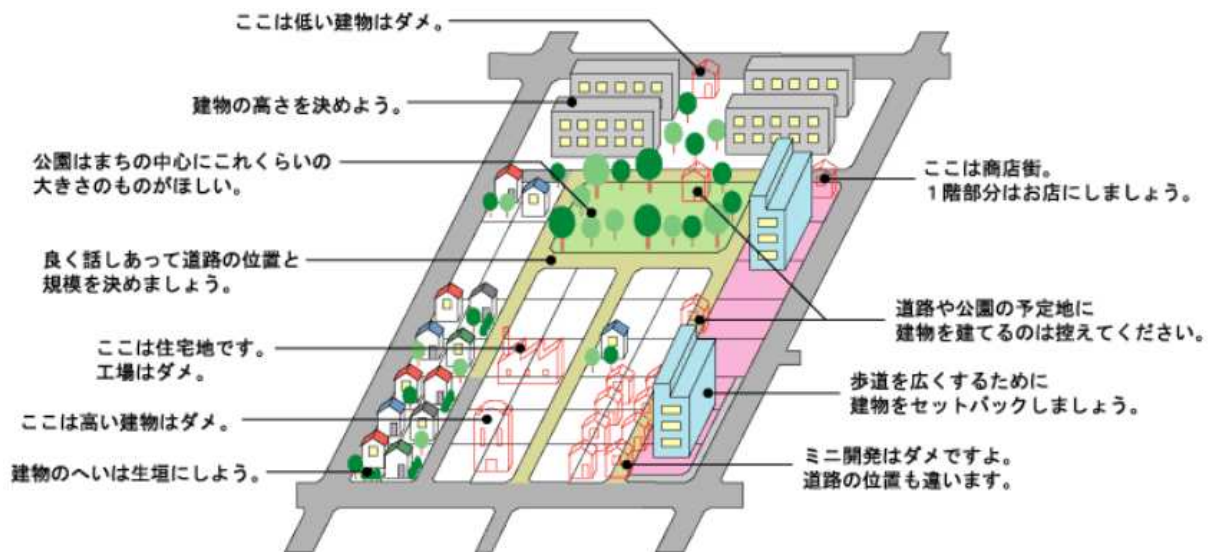 ここは低い建物はダメ。
建物の高さを決めよう。
公園はまちの中心にこれくらいの
大きさのものがほしい。
良く話しあって道路の位置と
規模を決めましょう。
ここは住宅地です。
工場はダメ。
ここは高い建物はダメ。
建物のへいは生垣にしよう。
ここは商店街。
１階部分はお店にしましょう。
道路や公園の予定地に
建物を建てるのは控えてください。
歩道を広くするために
建物をセットバックしましょう。
ミニ開発はダメですよ。
道路の位置も違います。